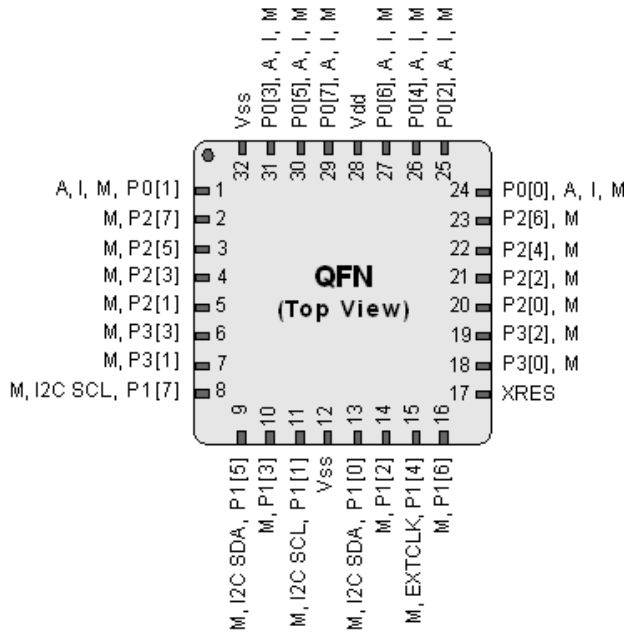 Vss
P0[3], A, I, M
P0[5], A, I, M
P0[7], A, I, M
Vdd
P0[6], A, I, M
P0[4], A, I, M
P0[2], A, I, M
32
31
30
29
28
27
26
25
A, I, M, P0[1]
1
M, P2[7]
2
M, P2[5]
3
M, P2[3]
4
M, P2[1]
5
M, P3[3]
6
M, P3[1]
7
M, I2C SCL, P1[7]
8
QFN
(Top View)
24
P0[0], A, I, M
23
P2[6], M
22
P2[4], M
21
P2[2], M
20
P2[0], M
19
P3[2], M
18
P3[0], M
17
XRES
9
10
11
12
13
14
15
16
M, I2C SDA, P1[5]
M, P1[3]
M, I2C SCL, P1[1]
Vss
M, I2C SDA, P1[0]
M, P1[2]
M, EXTCLK, P1[4]
M, P1[6]